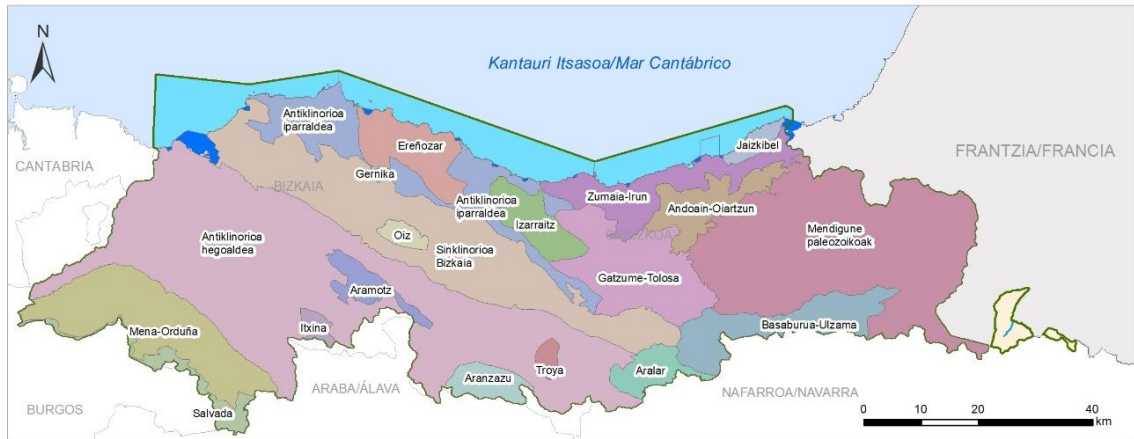 Kantauri Itsasoa/Mar Cantábrico
N
Antiklinorioa
iparraldea
Ereñozar
Jaizkibel
CANTABRIA
FRANTZIA/FRANCIA
Gernika
BIZKAIA
Zumaia-Irun
Andoain-Oiartzun
Antiklinorioa
iparraldea
Izarraitz
Mendigune
paleozoikoak
Antiklinorioa
hegoaldea
Oiz
Sinklinorioa
Bizkaia
Gatzume-Tolosa
Aramotz
Mena-Orduña
Itxina
Basaburua-Ulzama
Troya
Aralar
Aranzazu
ARABA/ÁLAVA
NAFARROA/NAVARRA
Salvada
BURGOS
0 10 20 40
km